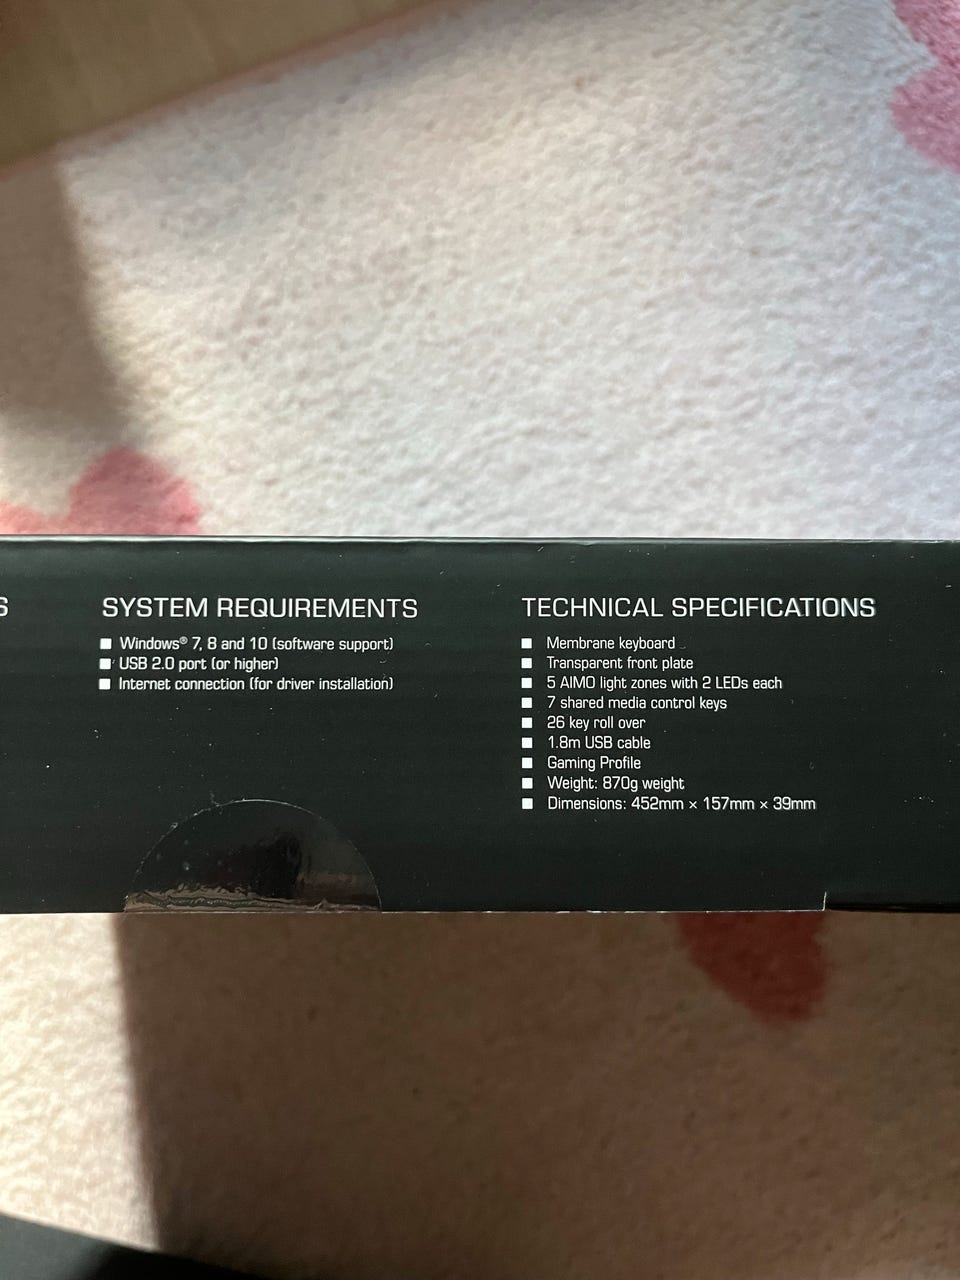 S
SYSTEM REQUIREMENTS
Windows® 7, 8 and 10 (software support)
USB 2.0 port (or higher)
Internet connection (for driver installation)
TECHNICAL SPECIFICATIONS
Membrane keyboard
Transparent front plate
5 AIMO light zones with 2 LEDs each
7 shared media control keys
26 key roll over
1.8m USB cable
Gaming Profile
Weight: 870g weight
Dimensions: 452mm × 157mm × 39mm